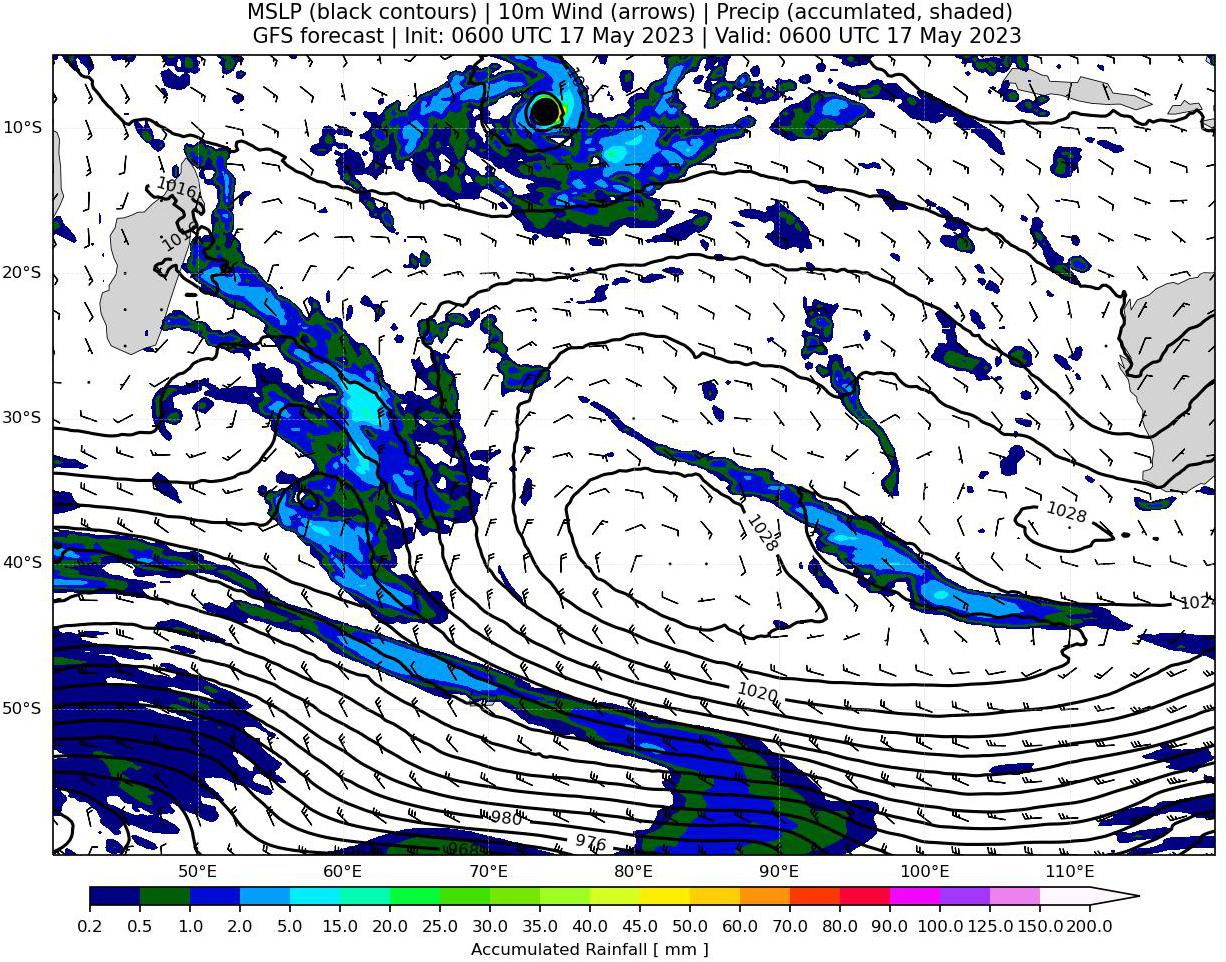 MSLP (black contours) | 10m Wind (arrows) | Precip (accumlated, shaded)
GFS forecast | Init: 0600 UTC 17 May 2023 | Valid: 0600 UTC 17 May 2023
10°S
1016
20°S
30°S
1028
1028
40°S
1024
1020
50°S
980
976
968
50°E 60°E 70°E 80°E 90°E 100°E 110°E
0.2 0.5 1.0 2.0 5.0 10.0 15.0 20.0 25.0 30.0 35.0 40.0 45.0 50.0 60.0 70.0 80.0 90.0 100.0 125.0 150.0 200.0
Accumulated Rainfall [ mm ]